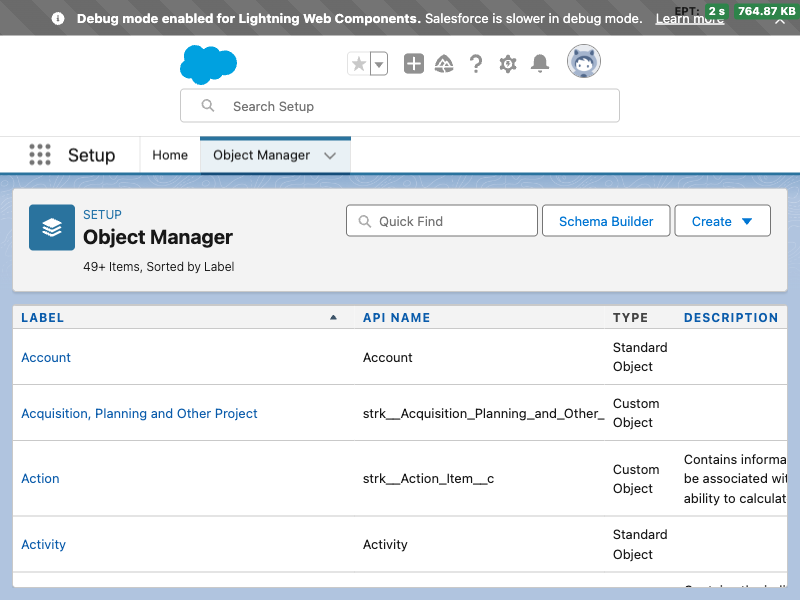 Debug mode enabled for Lightning Web Components. Salesforce is slower in debug mode. Learn more
EPT: 2 s 764.87 KB
Search Setup
Setup Home Object Manager
SETUP
Object Manager
49+ Items, Sorted by Label
Quick Find Schema Builder Create
LABEL API NAME TYPE DESCRIPTION
Account Account Standard Object
Acquisition, Planning and Other Project strk__Acquisition_Planning_and_Other_ Custom Object
Action strk__Action_Item__c Custom Object
Contains informa
be associated wit
ability to calculat
Activity Activity Standard Object